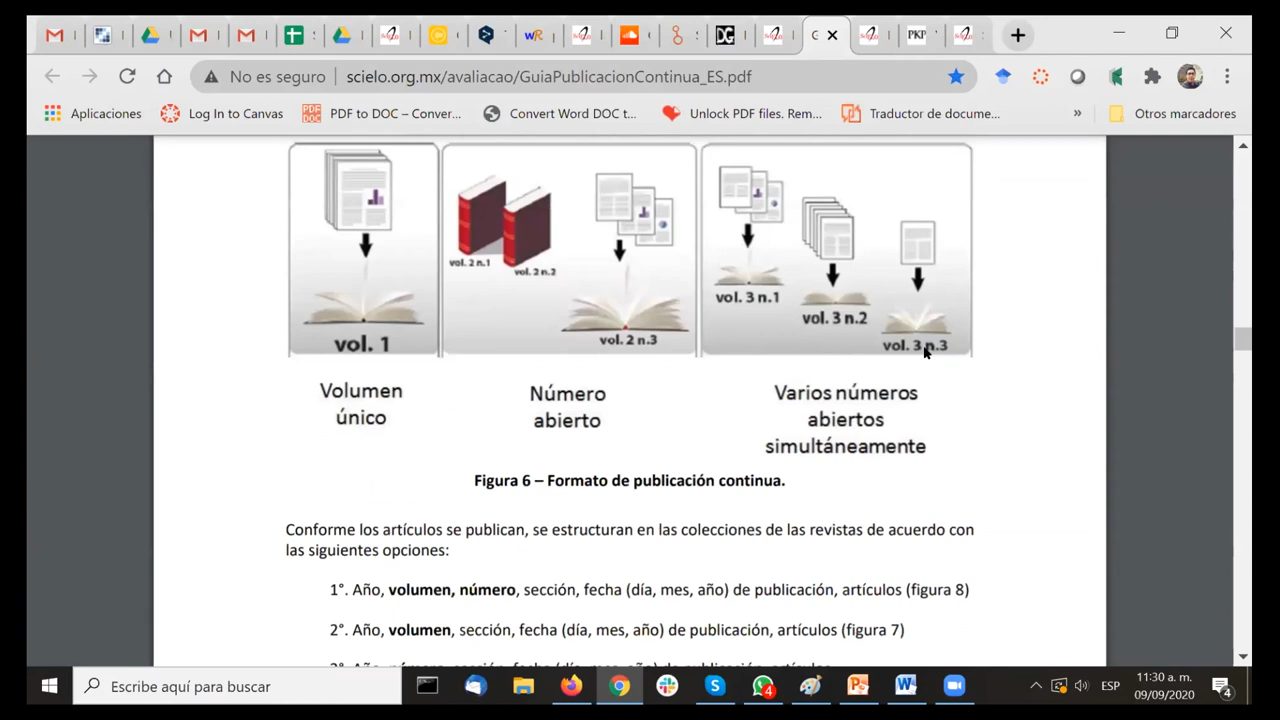 No es seguro
scielo.org.mx/avaliacao/GuiaPublicacionContinua_ES.pdf
Aplicaciones
Log In to Canvas
PDF to DOC – Conver...
Convert Word DOC t...
Unlock PDF files. Rem...
Traductor de docume...
»
Otros marcadores
vol. 1
vol. 2 n.1
vol. 2 n.2
vol. 2 n.3
vol. 3 n.1
vol. 3 n.2
vol. 3 n.3
Volumen
único
Número
abierto
Varios números
abiertos
simultáneamente
Figura 6 – Formato de publicación continua.
Conforme los artículos se publican, se estructuran en las colecciones de las revistas de acuerdo con
las siguientes opciones:
1°. Año, volumen, número, sección, fecha (día, mes, año) de publicación, artículos (figura 8)
2°. Año, volumen, sección, fecha (día, mes, año) de publicación, artículos (figura 7)
Escribe aquí para buscar
4
ESP
11:30 a. m.
09/09/2020
4